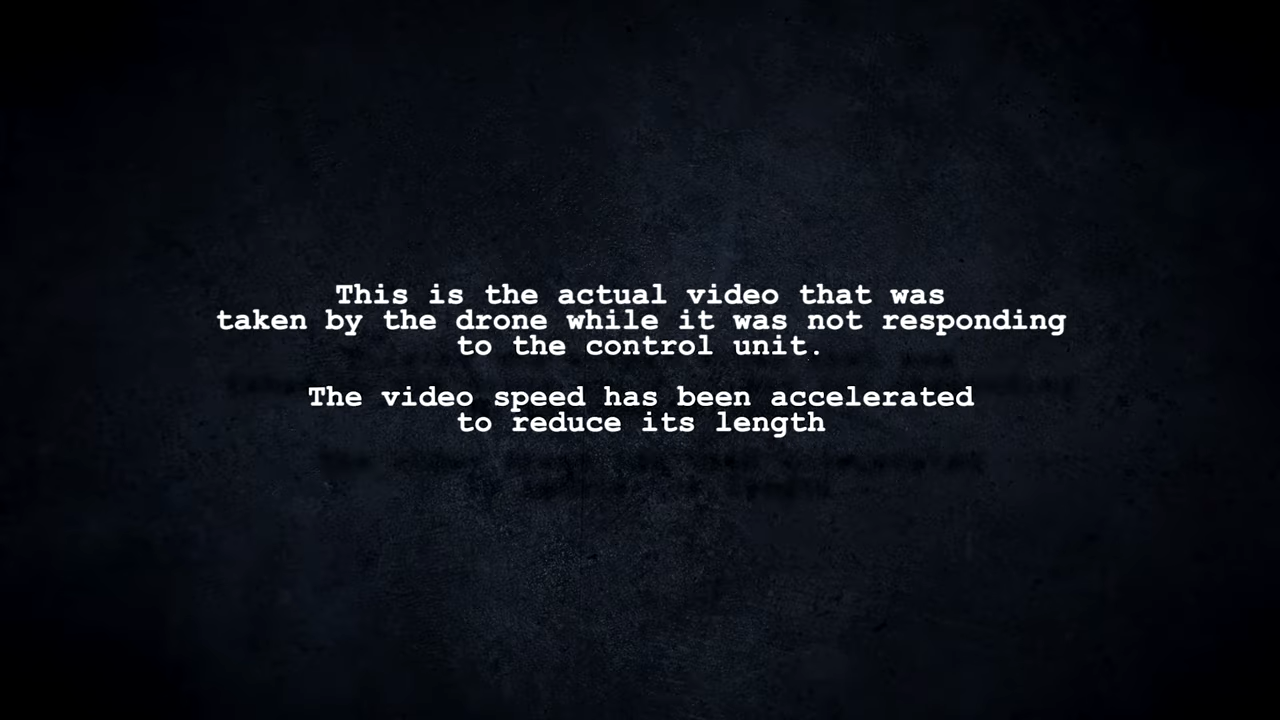 This is the actual video that was
taken by the drone while it was not responding
to the control unit.
The video speed has been accelerated
to reduce its length